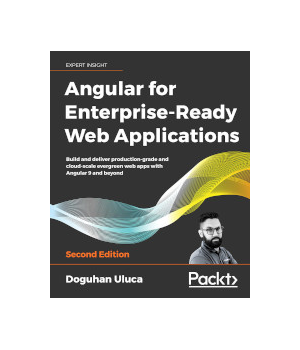 EXPERT INSIGHT
Angular for
Enterprise-Ready
Web Applications
Build and deliver production-grade and
cloud-scale evergreen web apps with
Angular 9 and beyond
Second Edition
Doguhan Uluca
Packt>